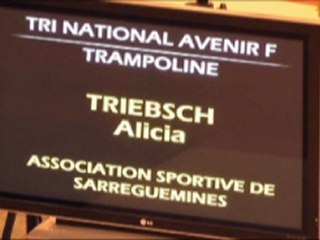 TRI NATIONAL AVENIR F
TRAMPOLINE
TRIEBSCH
Alicia
ASSOCIATION SPORTIVE DE
SARREGUEMINES
LG